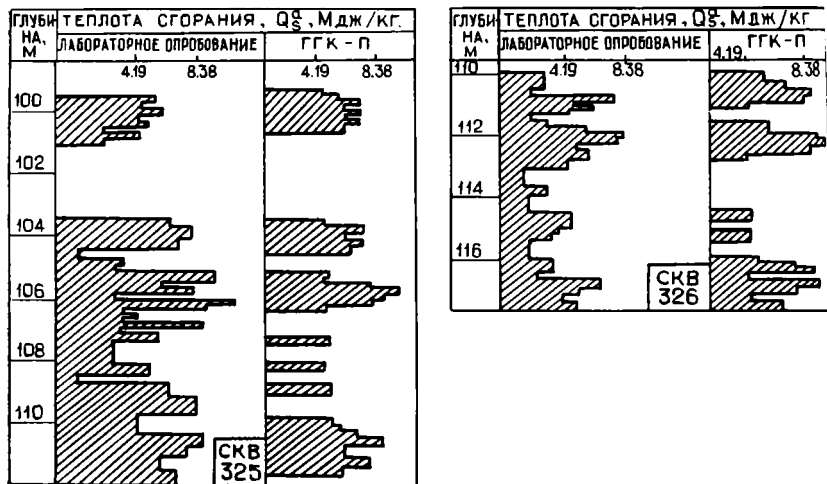 ГЛУБИНА, М
ТЕПЛОТА СГОРАНИЯ, Qᵃₛ, МДЖ/КГ.
ЛАБОРАТОРНОЕ ОПРОБОВАНИЕ
ГГК-П
4.19 8.38
4.19 8.38
100
102
104
106
108
110
СКВ
325
ГЛУБИНА, М
ТЕПЛОТА СГОРАНИЯ, Qᵃₛ, МДЖ/КГ
ЛАБОРАТОРНОЕ ОПРОБОВАНИЕ
ГГК-П
4.19 8.38
4.19 8.38
110
112
114
116
СКВ
326